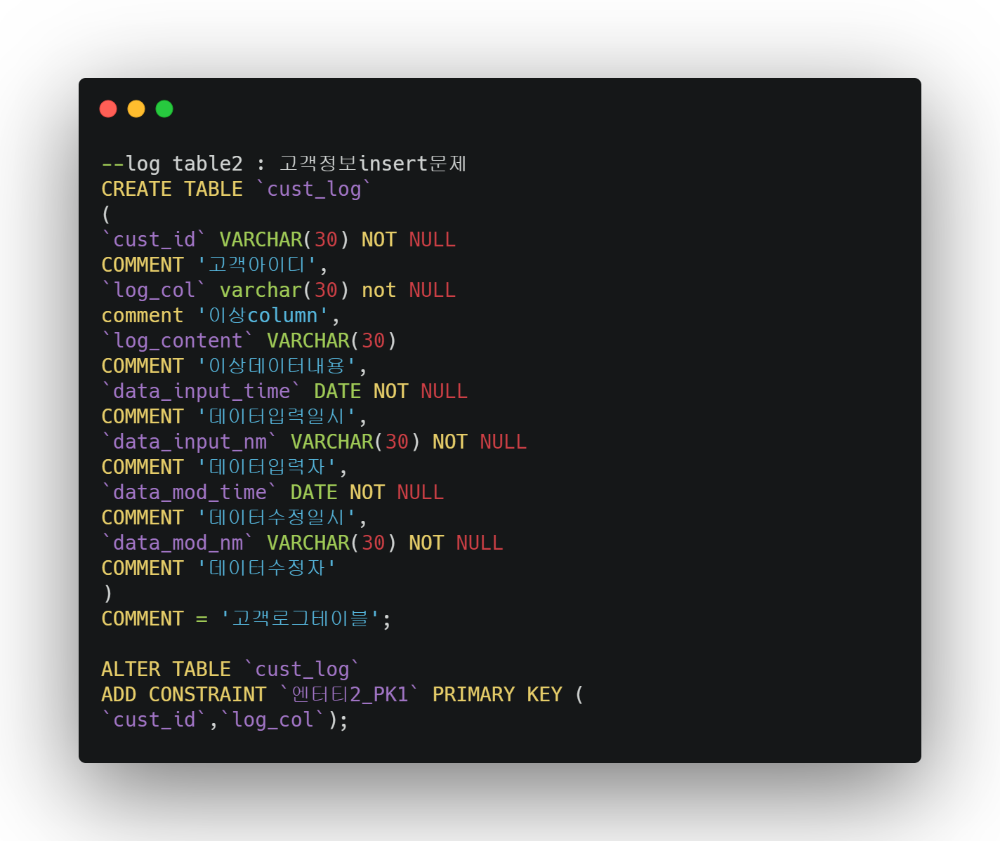 --log table2 : 고객정보insert문제
CREATE TABLE `cust_log`
(
`cust_id` VARCHAR(30) NOT NULL
COMMENT '고객아이디',
`log_col` varchar(30) not NULL
comment '이상column',
`log_content` VARCHAR(30)
COMMENT '이상데이터내용',
`data_input_time` DATE NOT NULL
COMMENT '데이터입력일시',
`data_input_nm` VARCHAR(30) NOT NULL
COMMENT '데이터입력자',
`data_mod_time` DATE NOT NULL
COMMENT '데이터수정일시',
`data_mod_nm` VARCHAR(30) NOT NULL
COMMENT '데이터수정자'
)
COMMENT = '고객로그테이블';

ALTER TABLE `cust_log`
ADD CONSTRAINT `엔터티2_PK1` PRIMARY KEY (
`cust_id`,`log_col`);